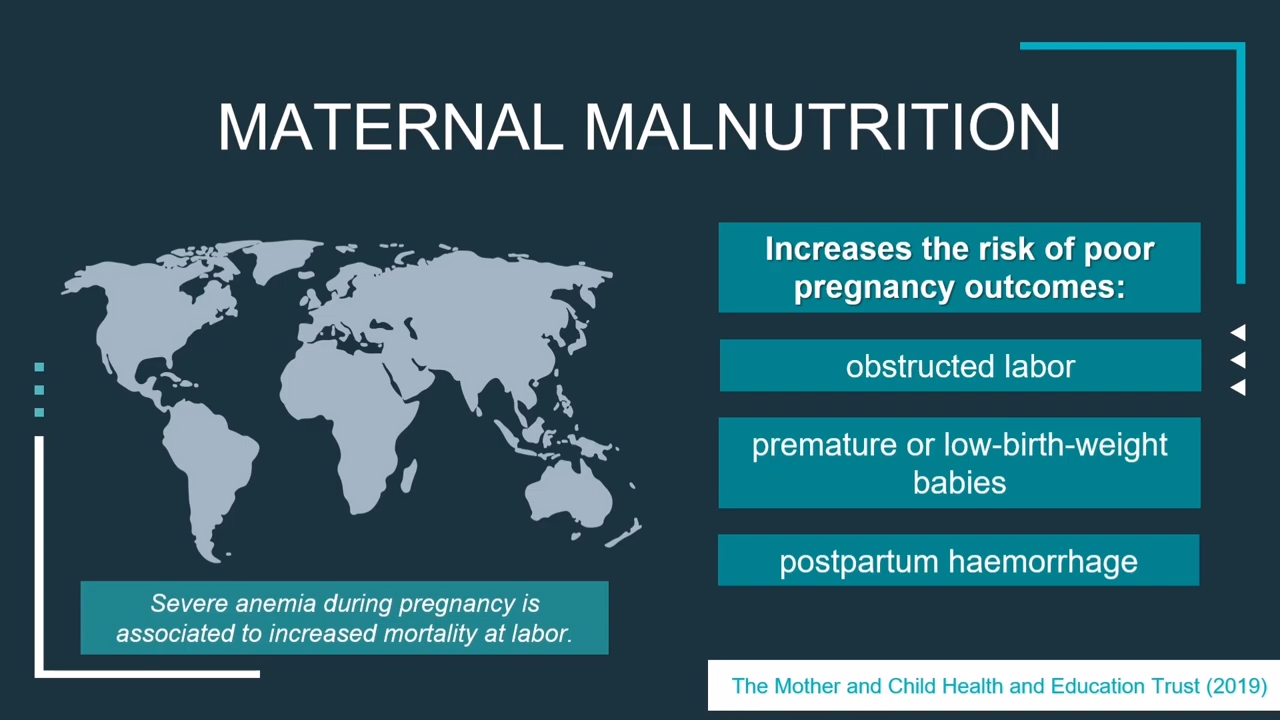 MATERNAL MALNUTRITION
Increases the risk of poor
pregnancy outcomes:
obstructed labor
premature or low-birth-weight
babies
postpartum haemorrhage
Severe anemia during pregnancy is
associated to increased mortality at labor.
The Mother and Child Health and Education Trust (2019)